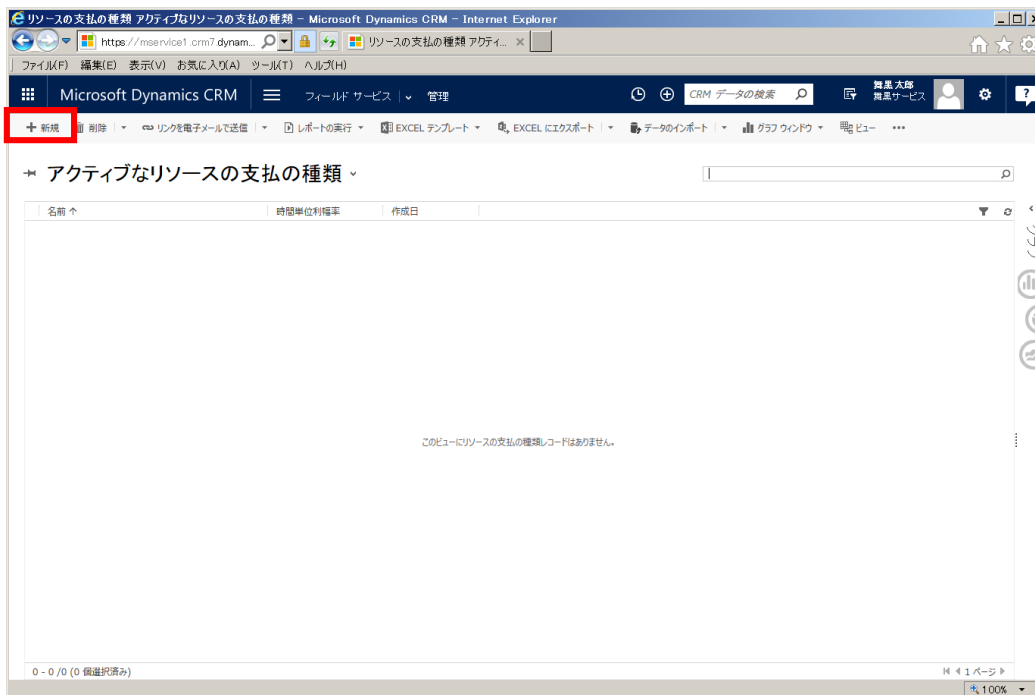 リソースの支払の種類 アクティブなリソースの支払の種類 - Microsoft Dynamics CRM - Internet Explorer
https://mservice1.crm7.dynam... リソースの支払の種類 アクティ...
ファイル(F) 編集(E) 表示(V) お気に入り(A) ツール(T) ヘルプ(H)
Microsoft Dynamics CRM フィールド サービス 管理 CRM データの検索 舞黒 太郎
舞黒サービス
新規 削除 リンクを電子メールで送信 レポートの実行 EXCEL テンプレート EXCEL にエクスポート データのインポート グラフ ウィンドウ ビュー
アクティブなリソースの支払の種類
名前 時間単位利幅率 作成日
このビューにリソースの支払の種類レコードはありません。
0 - 0 /0 (0 個選択済み) 1 ページ
100%